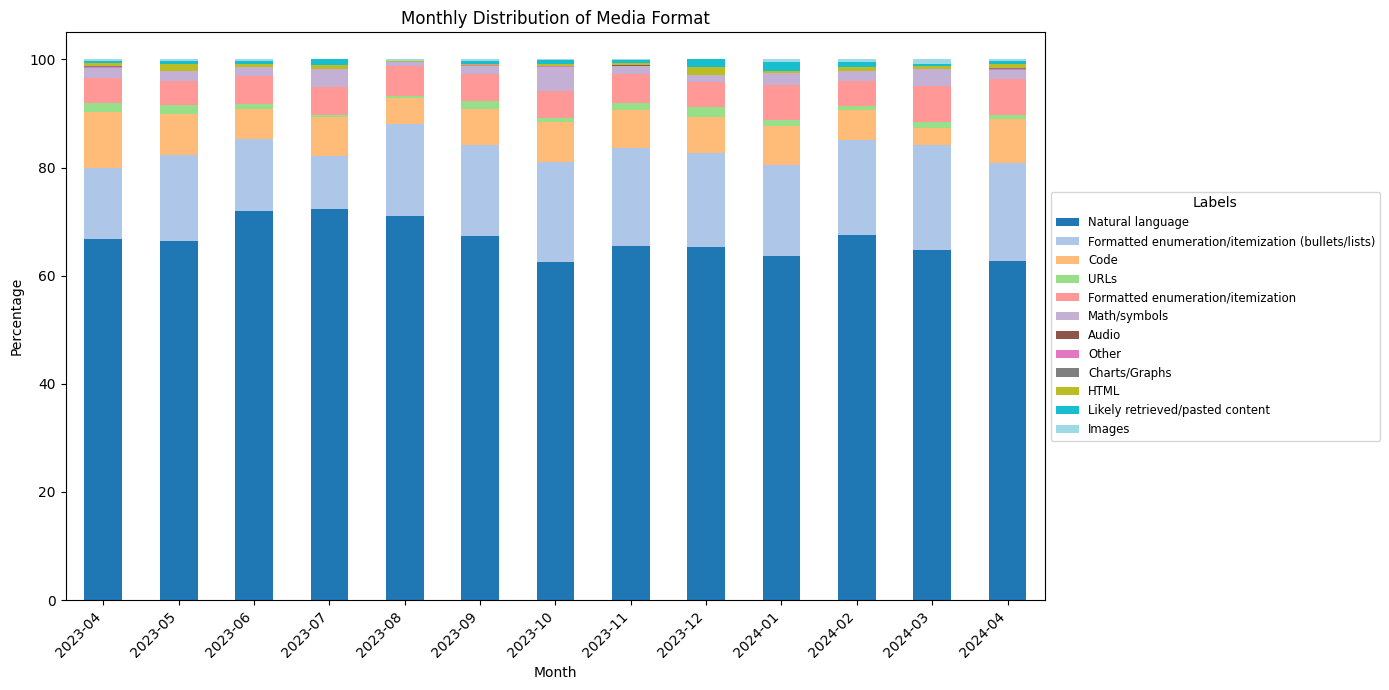 Monthly Distribution of Media Format
100
80
60
40
20
0
Percentage
2023-04
2023-05
2023-06
2023-07
2023-08
2023-09
2023-10
2023-11
2023-12
2024-01
2024-02
2024-03
2024-04
Month
Labels
Natural language
Formatted enumeration/itemization (bullets/lists)
Code
URLs
Formatted enumeration/itemization
Math/symbols
Audio
Other
Charts/Graphs
HTML
Likely retrieved/pasted content
Images